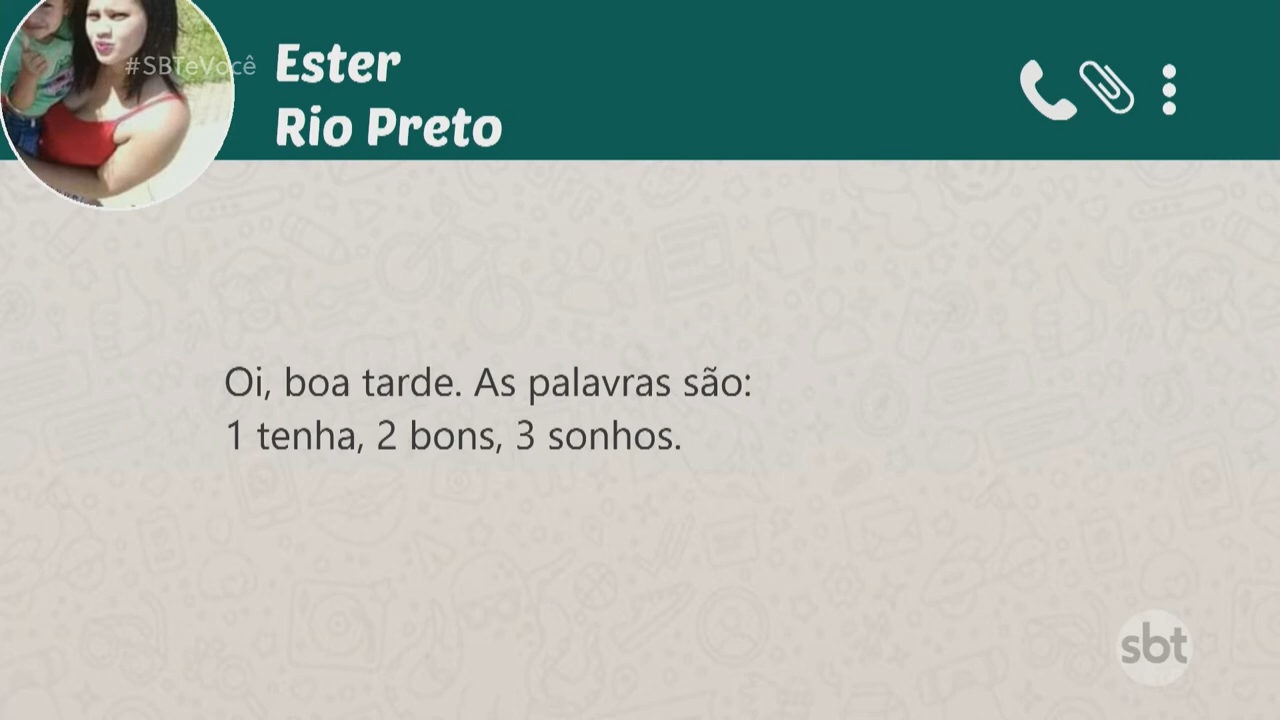 #SBTeVocê
Ester
Rio Preto
Oi, boa tarde. As palavras são:
1 tenha, 2 bons, 3 sonhos.
sbt